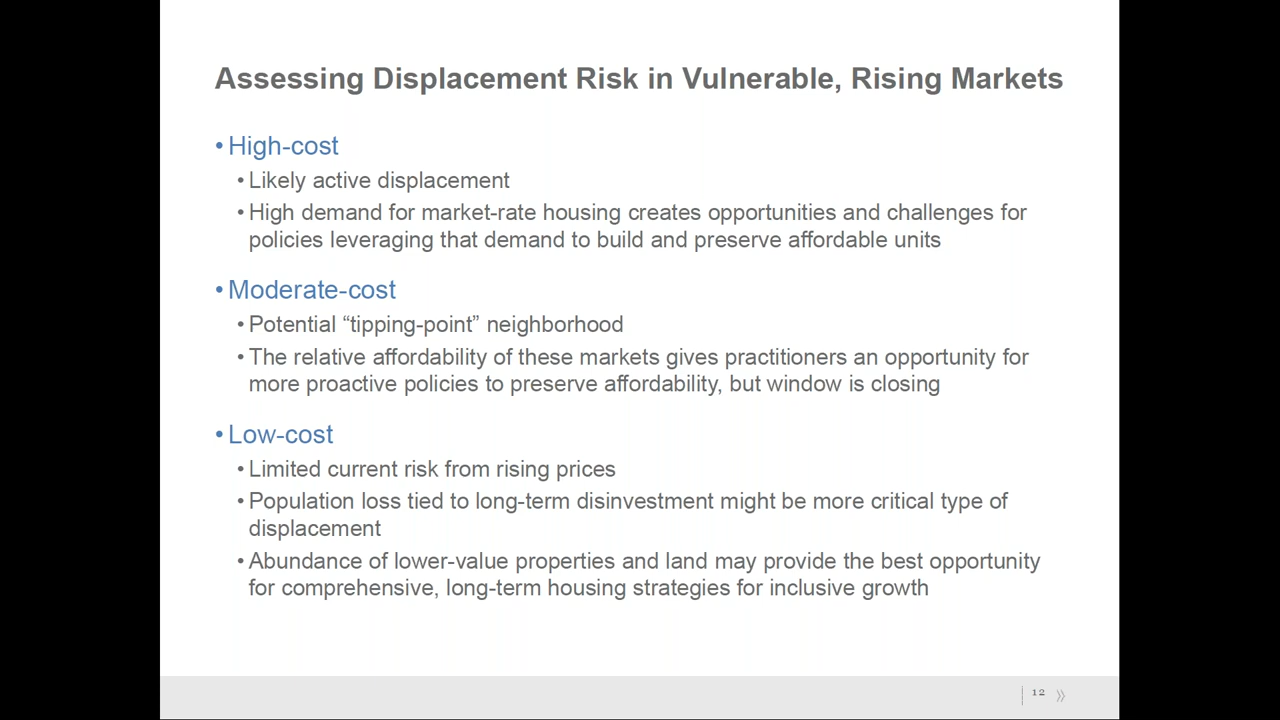 Assessing Displacement Risk in Vulnerable, Rising Markets
• High-cost
• Likely active displacement
• High demand for market-rate housing creates opportunities and challenges for
policies leveraging that demand to build and preserve affordable units
• Moderate-cost
• Potential “tipping-point” neighborhood
• The relative affordability of these markets gives practitioners an opportunity for
more proactive policies to preserve affordability, but window is closing
• Low-cost
• Limited current risk from rising prices
• Population loss tied to long-term disinvestment might be more critical type of
displacement
• Abundance of lower-value properties and land may provide the best opportunity
for comprehensive, long-term housing strategies for inclusive growth
12 »